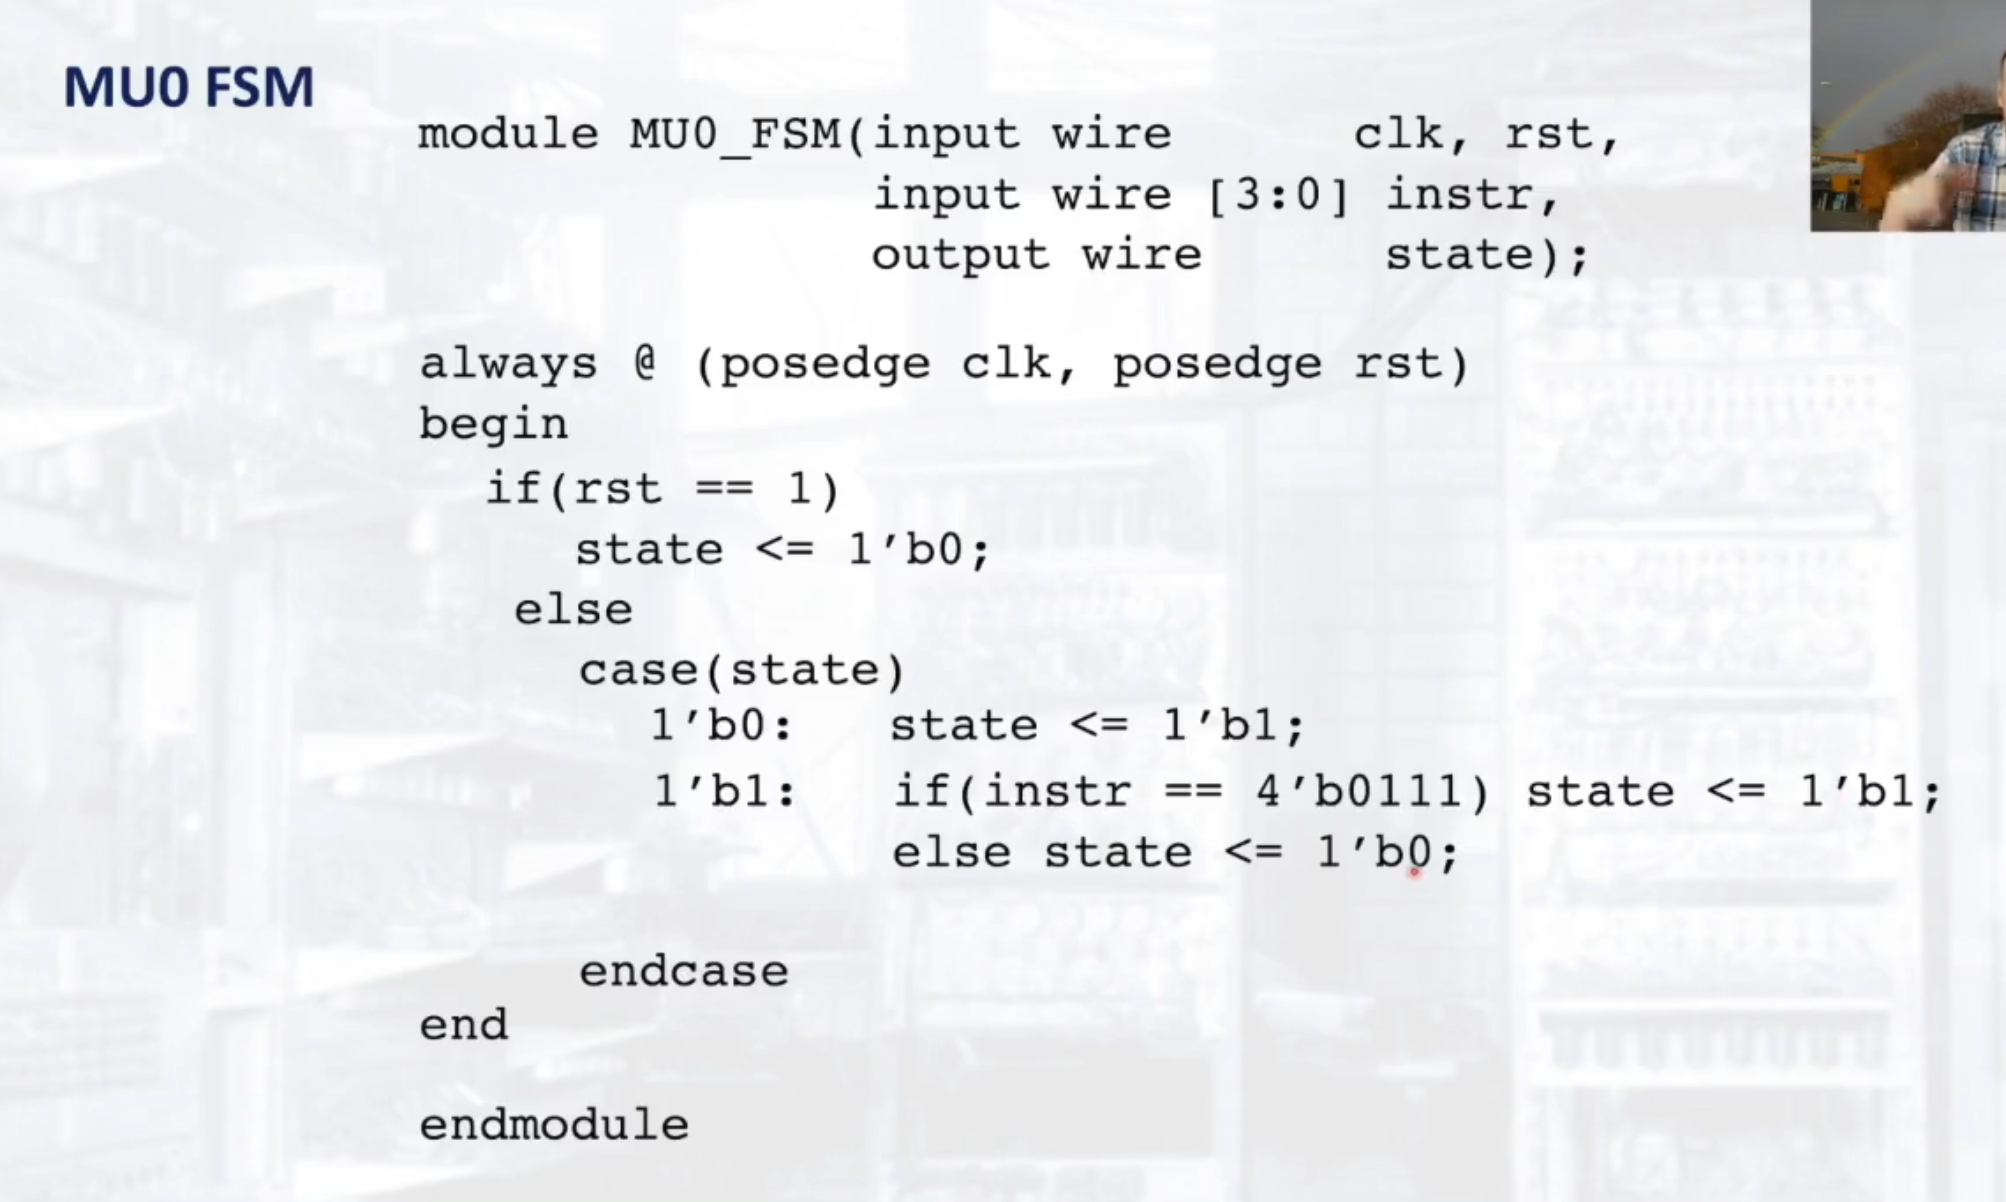 MU0 FSM
module MU0_FSM(input wire clk, rst,
input wire [3:0] instr,
output wire state);
always @ (posedge clk, posedge rst)
begin
if(rst == 1)
state <= 1’b0;
else
case(state)
1’b0: state <= 1’b1;
1’b1: if(instr == 4’b0111) state <= 1’b1;
else state <= 1’b0;
endcase
end
endmodule